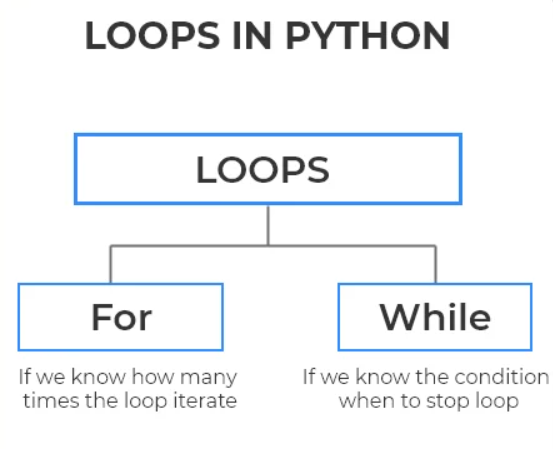 LOOPS IN PYTHON
LOOPS
For
While
If we know how many
times the loop iterate
If we know the condition
when to stop loop